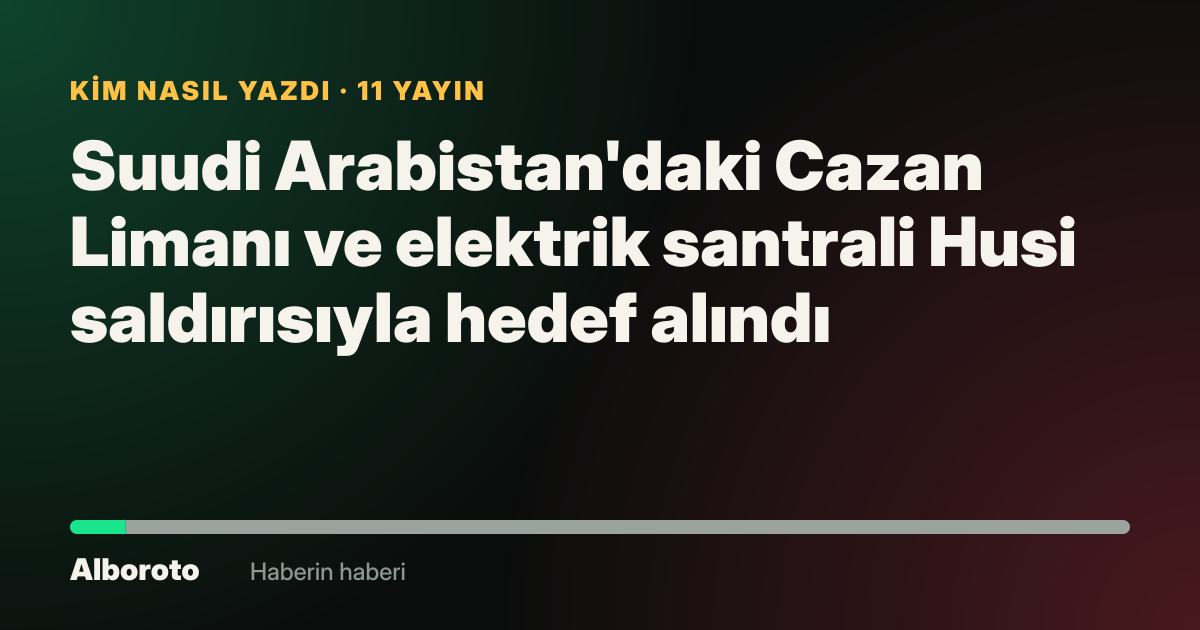 KİM NASIL YAZDI · 11 YAYIN
Suudi Arabistan'daki Cazan
Limanı ve elektrik santrali Husi
saldırısıyla hedef alındı
Alboroto
Haberin haberi